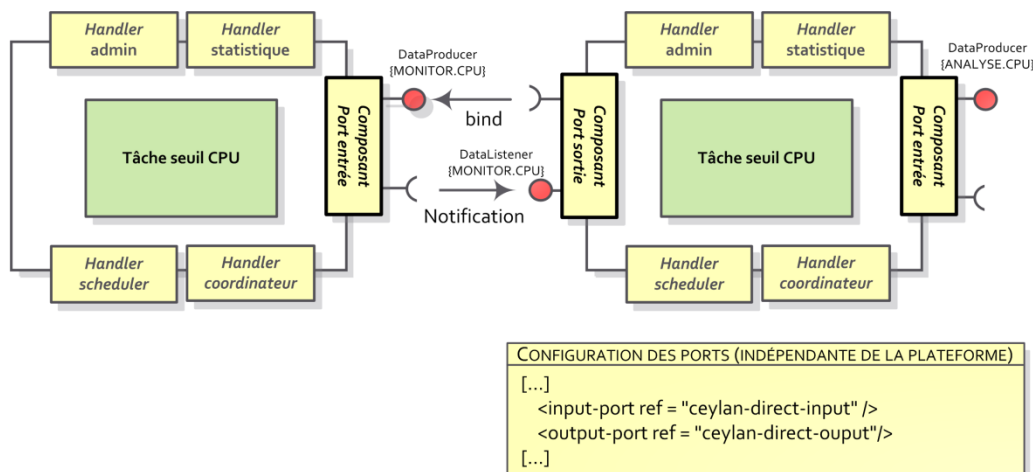 Handler
admin
Handler
statistique
DataProducer
{MONITOR.CPU}
Composant
Port entrée
Tâche seuil CPU
bind
DataListener
{MONITOR.CPU}
Notification
Handler
scheduler
Handler
coordinateur
Handler
admin
Handler
statistique
DataProducer
{ANALYSE.CPU}
Composant
Port sortie
Tâche seuil CPU
Composant
Port entrée
Handler
scheduler
Handler
coordinateur
CONFIGURATION DES PORTS (INDÉPENDANTE DE LA PLATEFORME)
[...]
<input-port ref = "ceylan-direct-input" />
<output-port ref = "ceylan-direct-ouput"/>
[...]